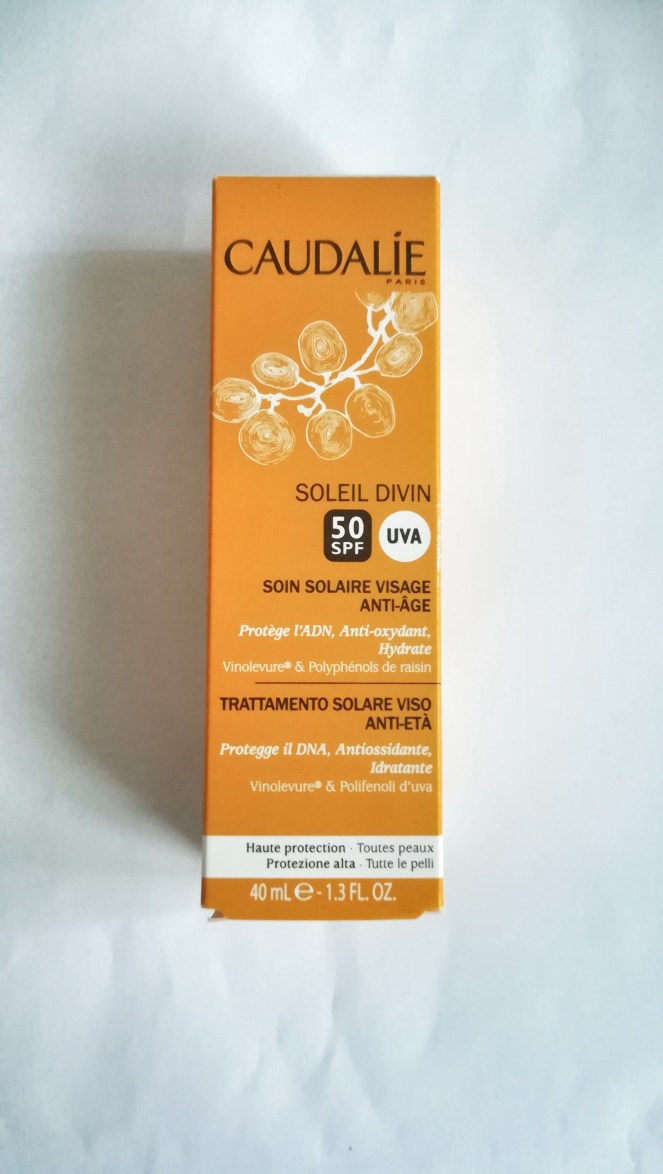 CAUDALÍE
PARIS
SOLEIL DIVIN
50
SPF
UVA
SOIN SOLAIRE VISAGE
ANTI-ÂGE
Protège l'ADN, Anti-oxydant,
Hydrate
Vinolevure® & Polyphénols de raisin
TRATTAMENTO SOLARE VISO
ANTI-ETÀ
Protegge il DNA, Antiossidante,
Idratante
Vinolevure® & Polifenoli d'uva
Haute protection · Toutes peaux
Protezione alta · Tutte le pelli
40 mL e - 1.3 FL. OZ.